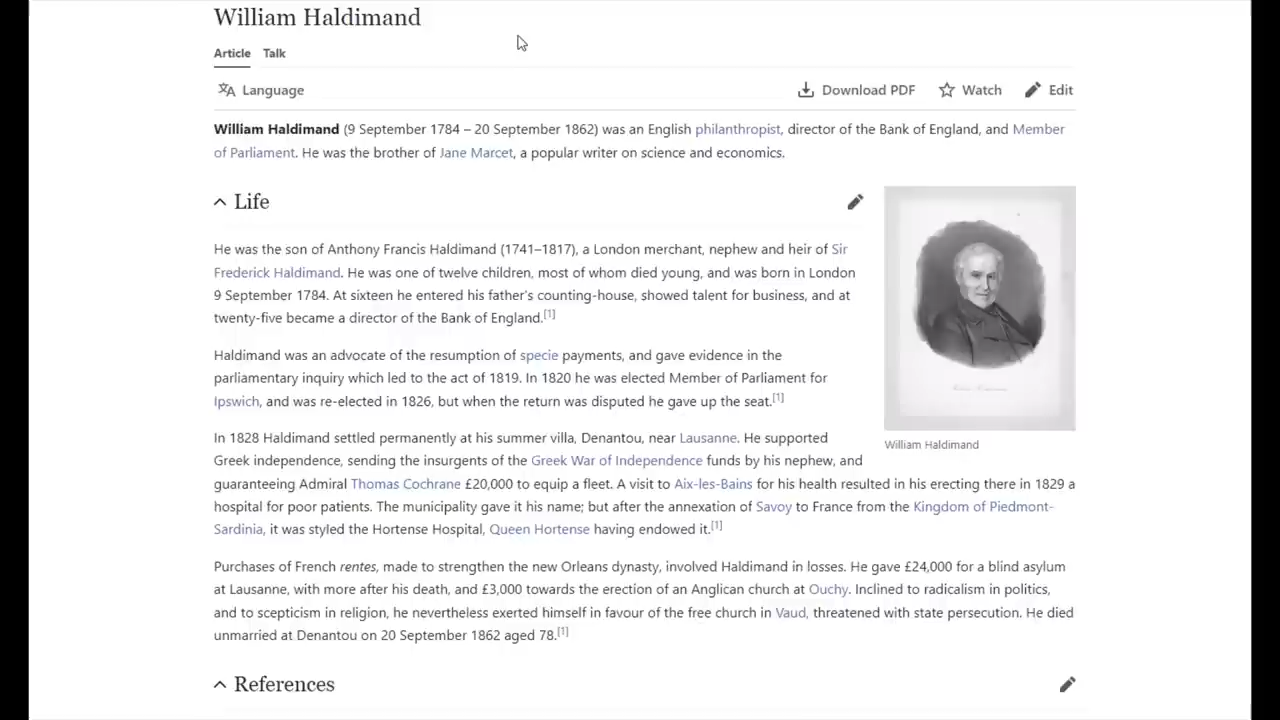 William Haldimand
Article Talk
Language Download PDF Watch Edit
William Haldimand (9 September 1784 – 20 September 1862) was an English philanthropist, director of the Bank of England, and Member
of Parliament. He was the brother of Jane Marcet, a popular writer on science and economics.
Life
He was the son of Anthony Francis Haldimand (1741–1817), a London merchant, nephew and heir of Sir
Frederick Haldimand. He was one of twelve children, most of whom died young, and was born in London
9 September 1784. At sixteen he entered his father's counting-house, showed talent for business, and at
twenty-five became a director of the Bank of England.[1]
Haldimand was an advocate of the resumption of specie payments, and gave evidence in the
parliamentary inquiry which led to the act of 1819. In 1820 he was elected Member of Parliament for
Ipswich, and was re-elected in 1826, but when the return was disputed he gave up the seat.[1]
William Haldimand
In 1828 Haldimand settled permanently at his summer villa, Denantou, near Lausanne. He supported
Greek independence, sending the insurgents of the Greek War of Independence funds by his nephew, and
guaranteeing Admiral Thomas Cochrane £20,000 to equip a fleet. A visit to Aix-les-Bains for his health resulted in his erecting there in 1829 a
hospital for poor patients. The municipality gave it his name; but after the annexation of Savoy to France from the Kingdom of Piedmont-
Sardinia, it was styled the Hortense Hospital, Queen Hortense having endowed it.[1]
Purchases of French rentes, made to strengthen the new Orleans dynasty, involved Haldimand in losses. He gave £24,000 for a blind asylum
at Lausanne, with more after his death, and £3,000 towards the erection of an Anglican church at Ouchy. Inclined to radicalism in politics,
and to scepticism in religion, he nevertheless exerted himself in favour of the free church in Vaud, threatened with state persecution. He died
unmarried at Denantou on 20 September 1862 aged 78.[1]
References